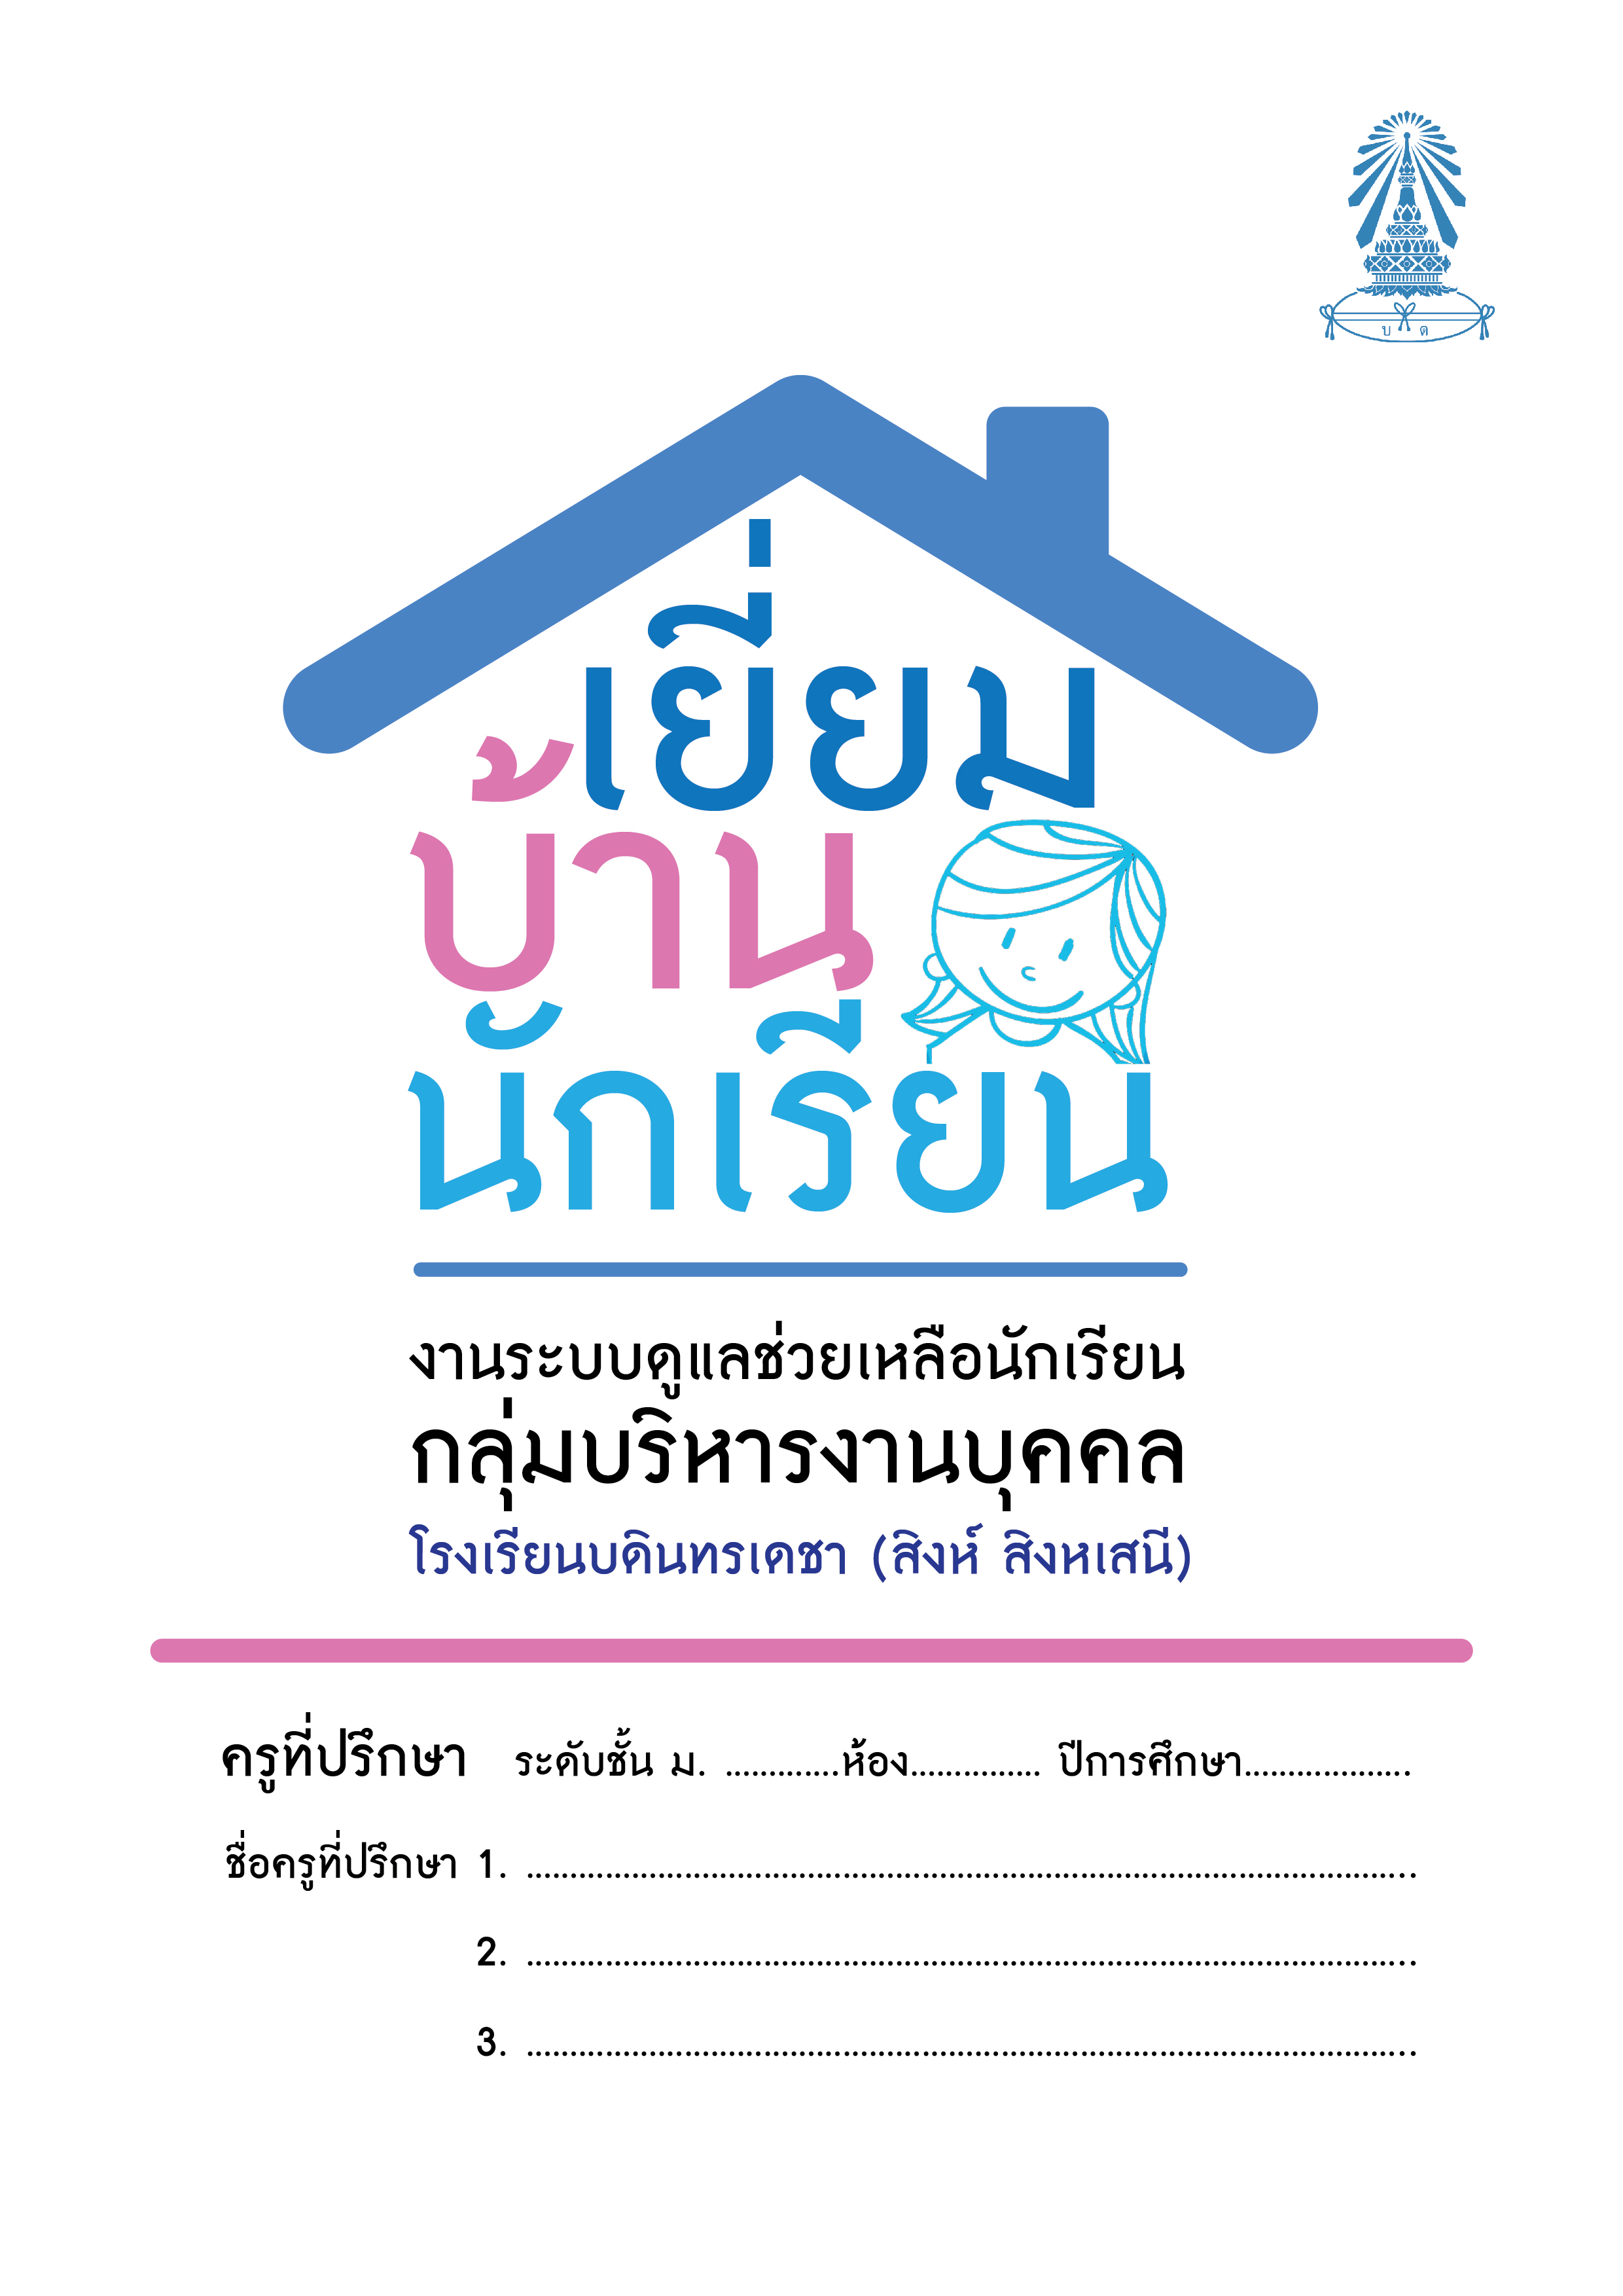 บ ด
เยี่ยม
บ้าน
นักเรียน
งานระบบดูแลช่วยเหลือนักเรียน
กลุ่มบริหารงานบุคคล
โรงเรียนบดินทรเดชา (สิงห์ สิงหเสนี)
ครูที่ปรึกษา ระดับชั้น ม. .............ห้อง............... ปีการศึกษา...................
ชื่อครูที่ปรึกษา 1. ......................................................................................................
2. ......................................................................................................
3. ......................................................................................................